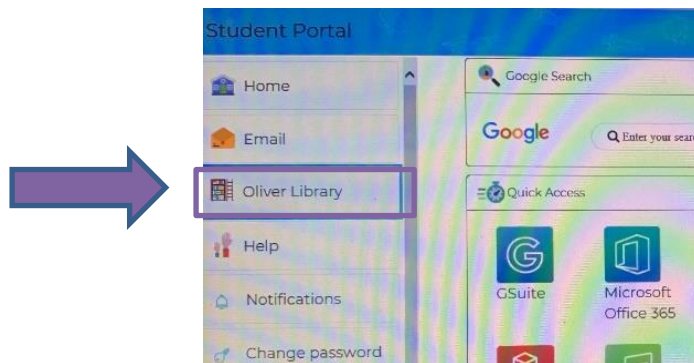 Student Portal
Home
Email
Oliver Library
Help
Notifications
Change password
Google Search
Google
Enter your sear
Quick Access
GSuite
Microsoft
Office 365